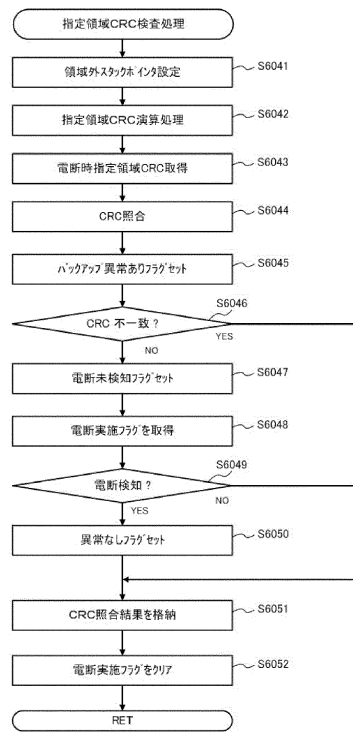 指定領域CRC検査処理
領域外スタックポインタ設定
S6041
指定領域CRC演算処理
S6042
電断時指定領域CRC取得
S6043
CRC照合
S6044
バックアップ異常ありフラグセット
S6045
S6046
CRC 不一致？
YES
NO
電断未検知フラグセット
S6047
電断実施フラグを取得
S6048
S6049
電断検知？
NO
YES
異常なしフラグセット
S6050
CRC照合結果を格納
S6051
電断実施フラグをクリア
S6052
RET